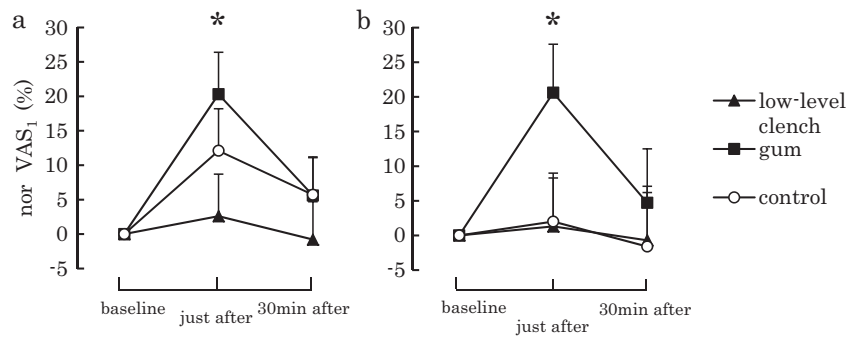 a
*
nor VAS₁ (%)
30
25
20
15
10
5
0
-5
baseline
just after
30min after
b
*
30
25
20
15
10
5
0
-5
baseline
just after
30min after
low-level
clench
gum
control